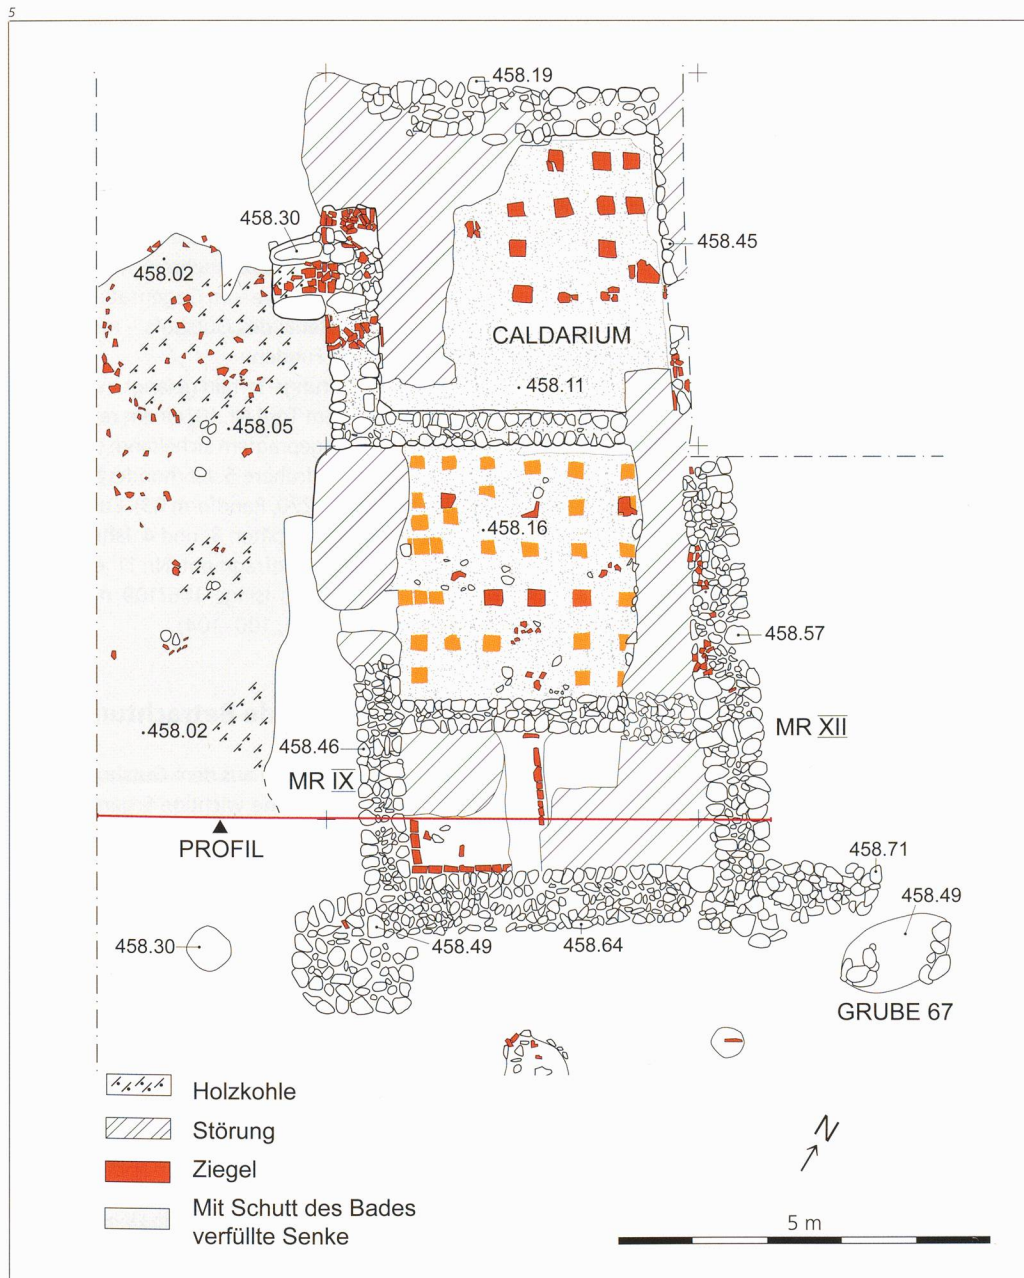 5
458.19
458.30
458.45
458.02
CALDARIUM
458.11
458.05
458.16
458.57
458.02
MR XII
458.46
MR IX
PROFIL
458.71
458.49
458.30
458.49
458.64
GRUBE 67
Holzkohle
Störung
N
Ziegel
Mit Schutt des Bades
verfüllte Senke
5 m